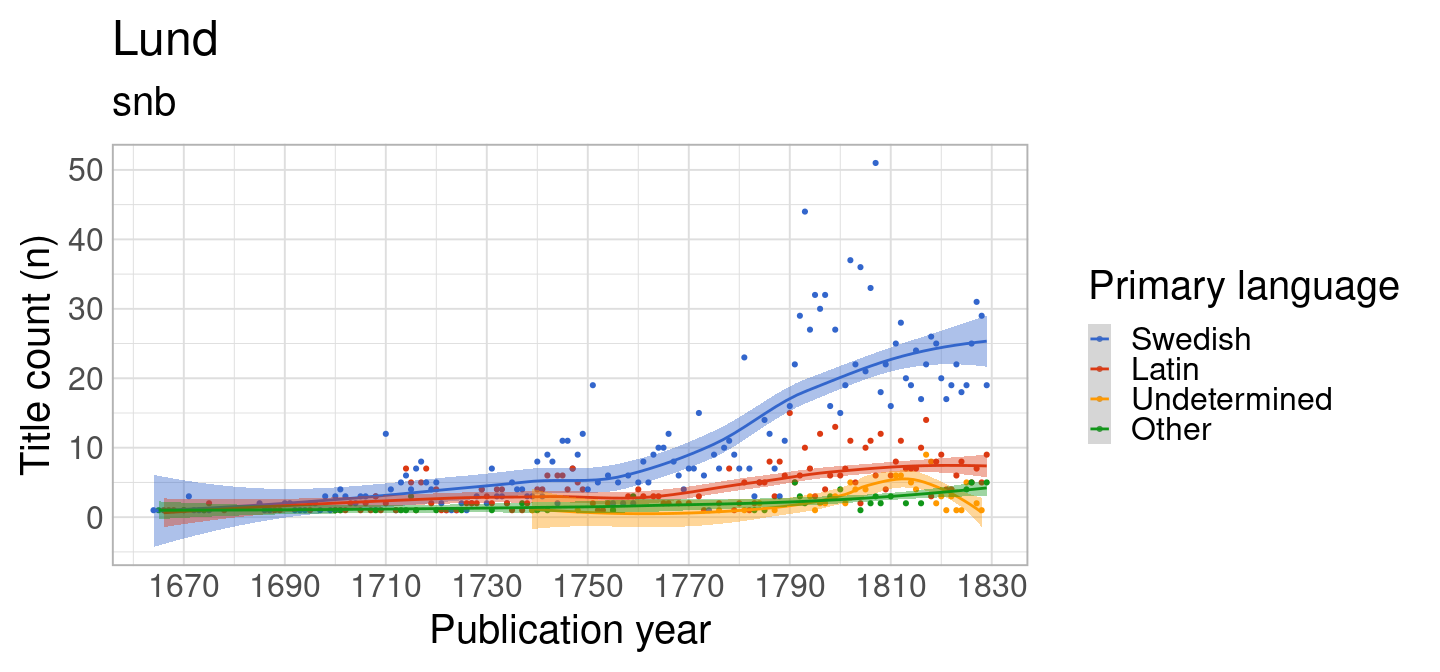 Lund
snb
50
40
30
20
10
0
Title count (n)
1670 1690 1710 1730 1750 1770 1790 1810 1830
Publication year
Primary language
Swedish
Latin
Undetermined
Other